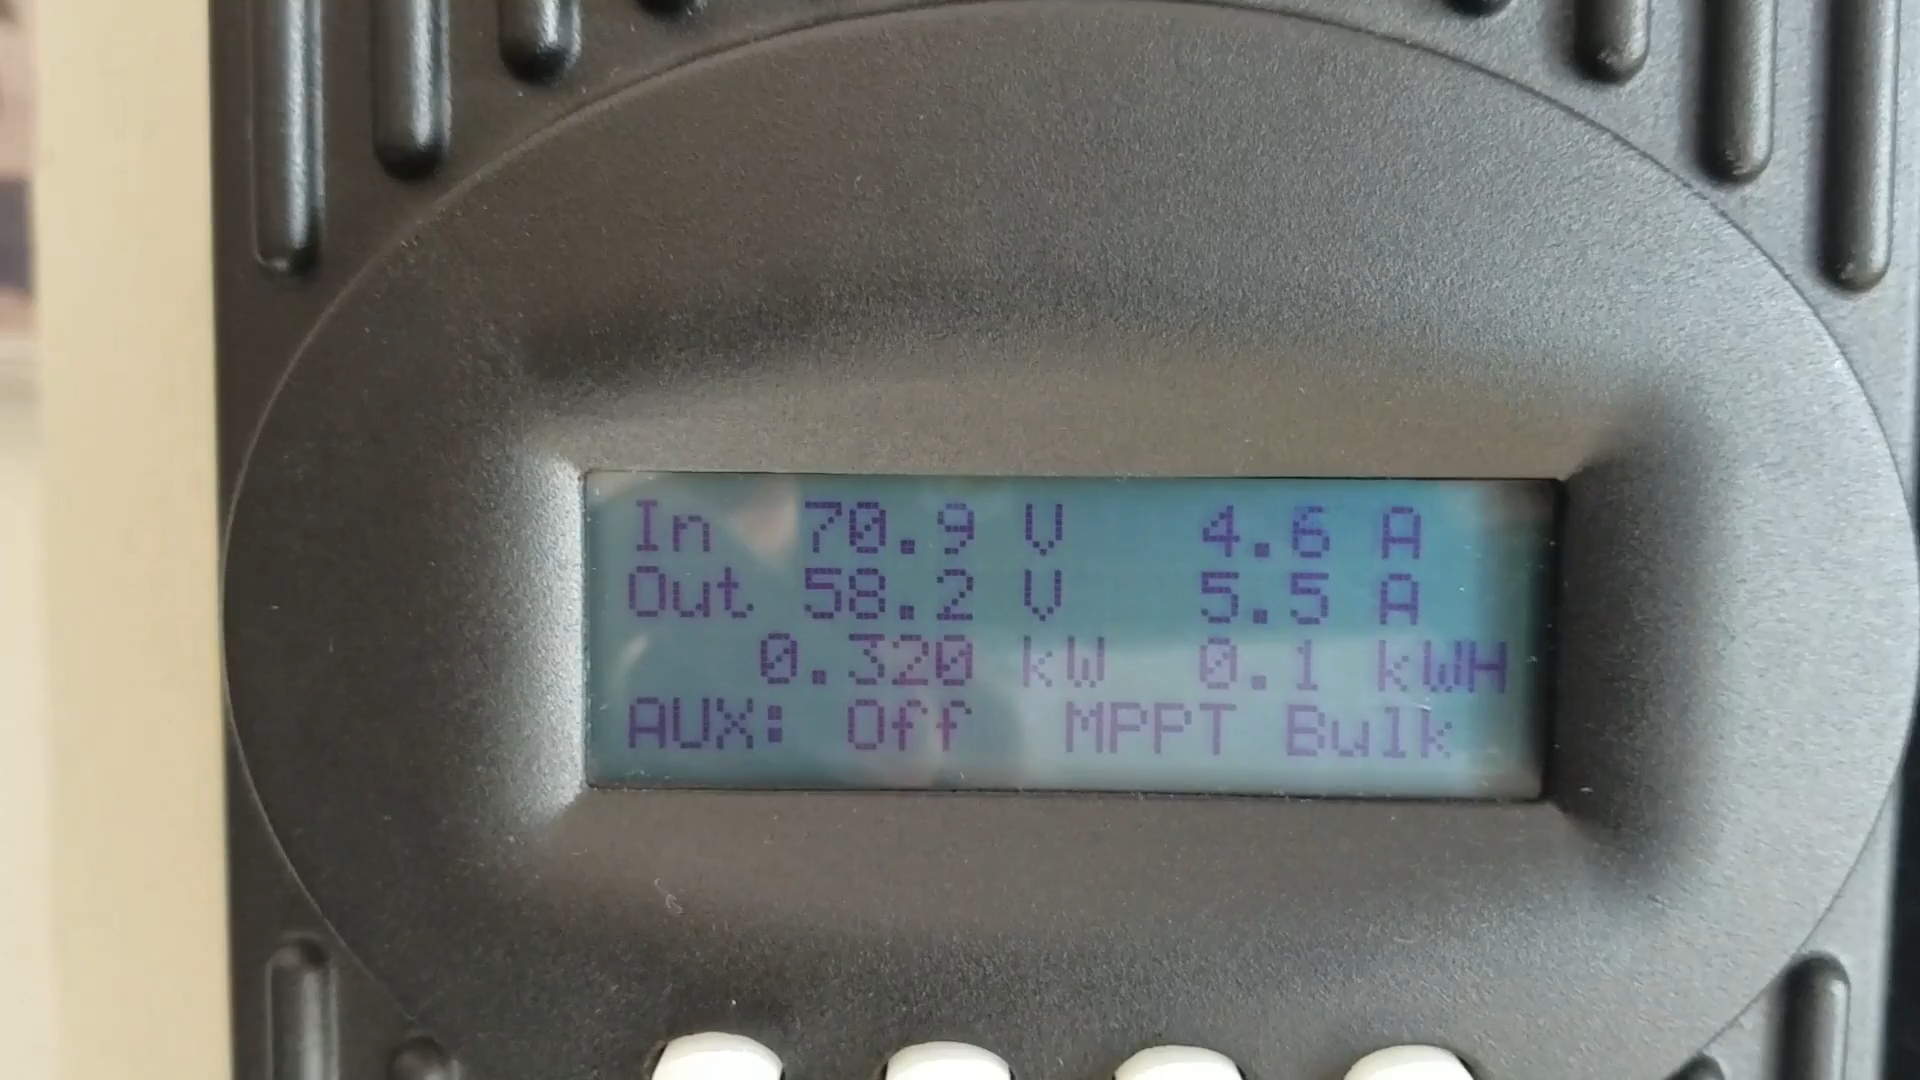 In 70.9 V 4.6 A
Out 58.2 V 5.5 A
0.320 kW 0.1 kWH
AUX: Off MPPT Bulk